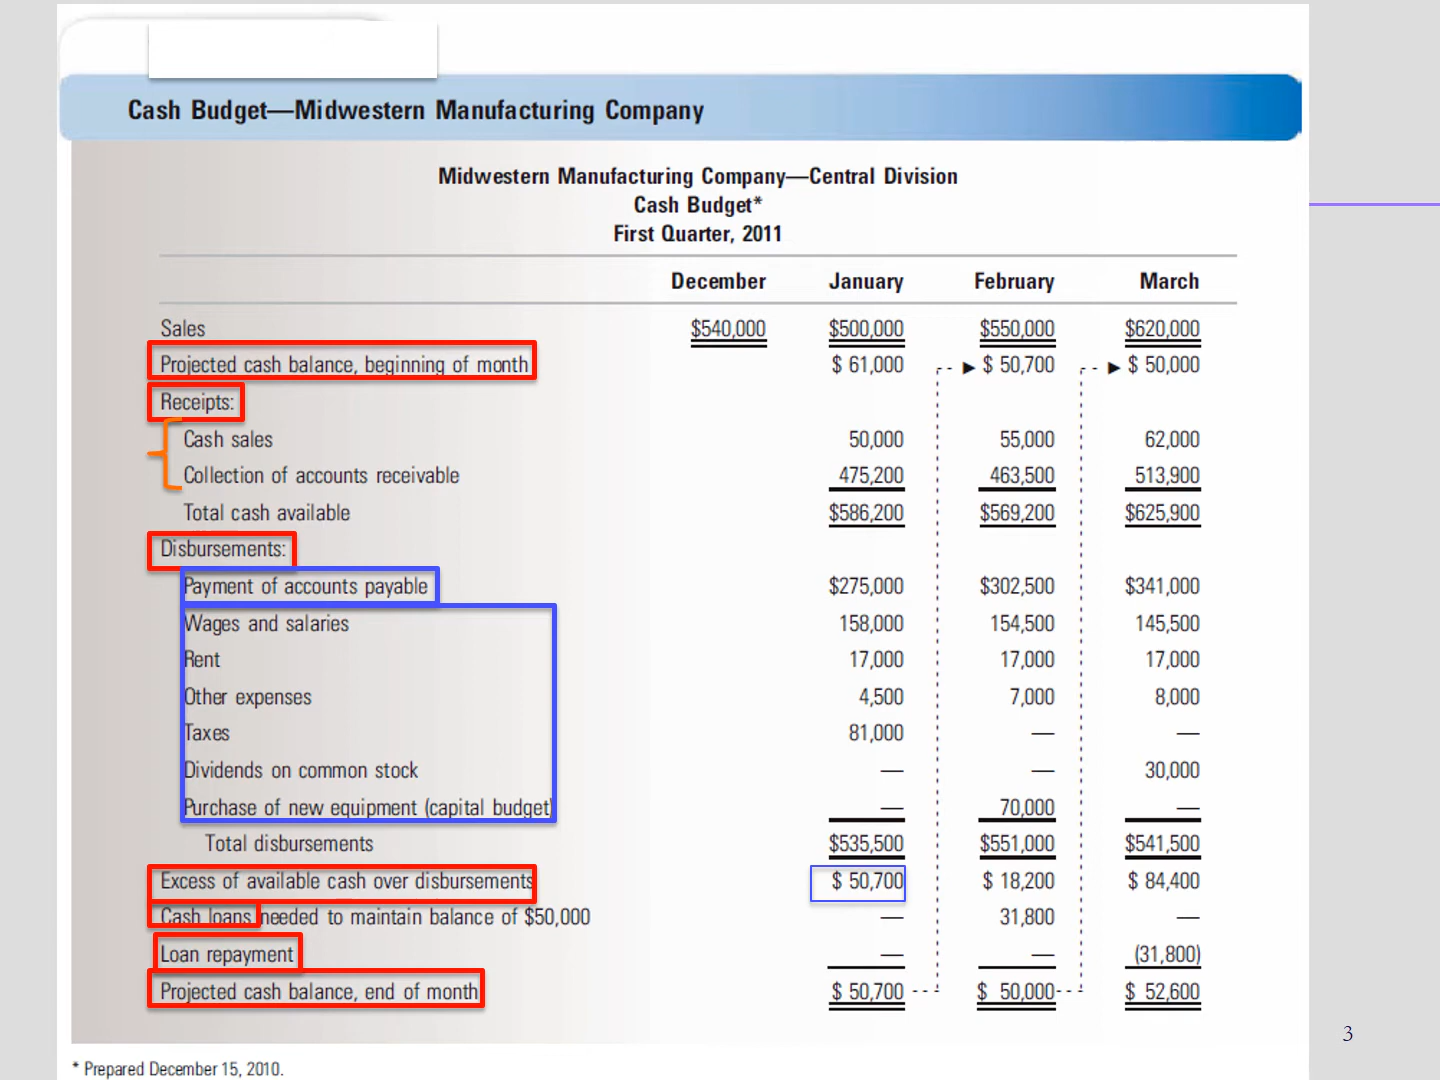 Cash Budget—Midwestern Manufacturing Company
Midwestern Manufacturing Company—Central Division
Cash Budget*
First Quarter, 2011
December January February March
Sales $540,000 $500,000 $550,000 $620,000
Projected cash balance, beginning of month $ 61,000 $ 50,700 $ 50,000
Receipts:
Cash sales 50,000 55,000 62,000
Collection of accounts receivable 475,200 463,500 513,900
Total cash available $586,200 $569,200 $625,900
Disbursements:
Payment of accounts payable $275,000 $302,500 $341,000
Wages and salaries 158,000 154,500 145,500
Rent 17,000 17,000 17,000
Other expenses 4,500 7,000 8,000
Taxes 81,000 — —
Dividends on common stock — — 30,000
Purchase of new equipment (capital budget) — 70,000 —
Total disbursements $535,500 $551,000 $541,500
Excess of available cash over disbursements $ 50,700 $ 18,200 $ 84,400
Cash loans needed to maintain balance of $50,000 — 31,800 —
Loan repayment — — (31,800)
Projected cash balance, end of month $ 50,700 $ 50,000 $ 52,600
3
* Prepared December 15, 2010.